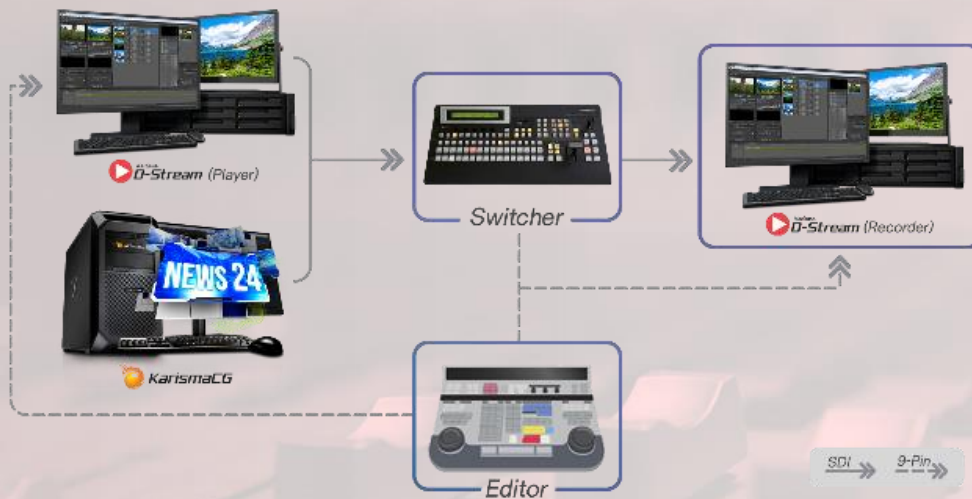 D-Stream (Player)
NEWS 24
KarismaCG
Switcher
D-Stream (Recorder)
Editor
SDI
9-Pin